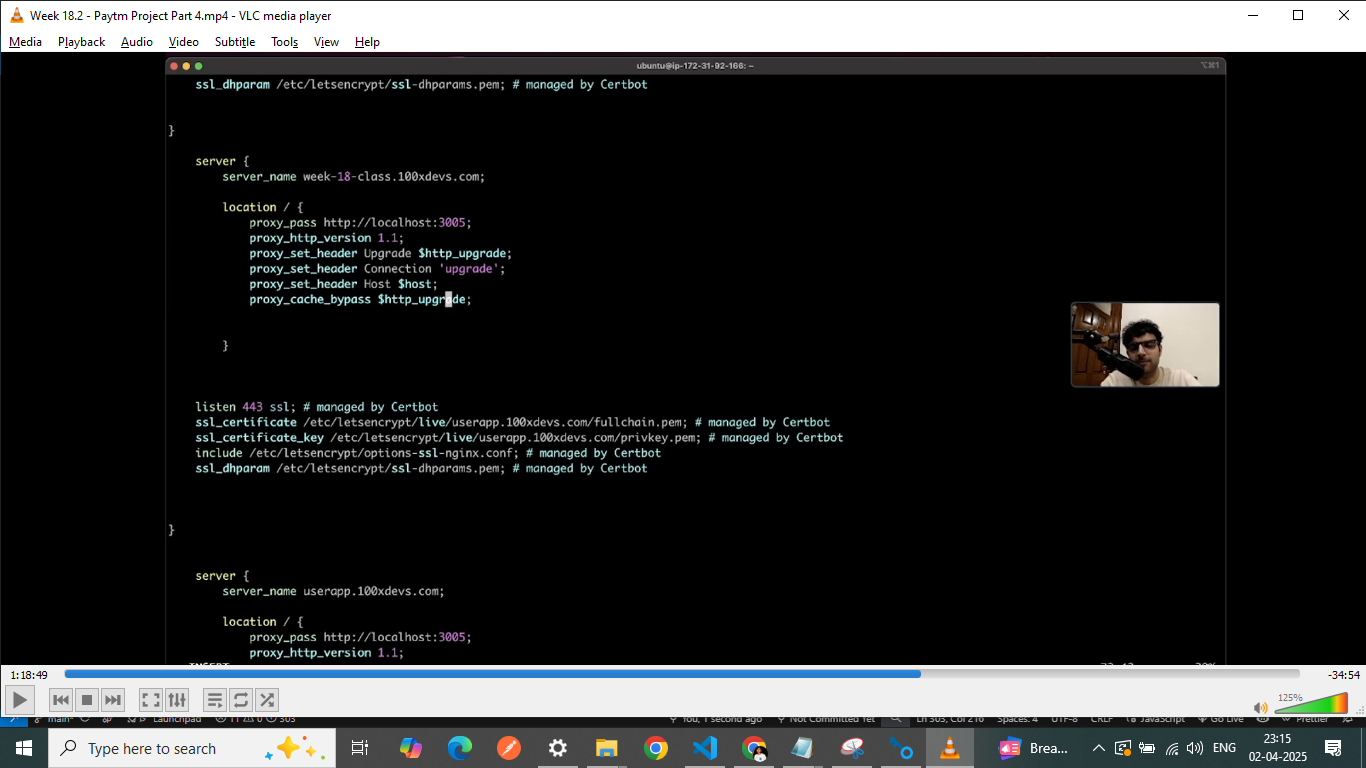 Week 18.2 - Paytm Project Part 4.mp4 - VLC media player
Media Playback Audio Video Subtitle Tools View Help
ubuntu@ip-172-31-92-166: ~
⌥⌘1
ssl_dhparam /etc/letsencrypt/ssl-dhparams.pem; # managed by Certbot
}
server {
server_name week-18-class.100xdevs.com;
location / {
proxy_pass http://localhost:3005;
proxy_http_version 1.1;
proxy_set_header Upgrade $http_upgrade;
proxy_set_header Connection 'upgrade';
proxy_set_header Host $host;
proxy_cache_bypass $http_upgrade;
}
listen 443 ssl; # managed by Certbot
ssl_certificate /etc/letsencrypt/live/userapp.100xdevs.com/fullchain.pem; # managed by Certbot
ssl_certificate_key /etc/letsencrypt/live/userapp.100xdevs.com/privkey.pem; # managed by Certbot
include /etc/letsencrypt/options-ssl-nginx.conf; # managed by Certbot
ssl_dhparam /etc/letsencrypt/ssl-dhparams.pem; # managed by Certbot
}
server {
server_name userapp.100xdevs.com;
location / {
proxy_pass http://localhost:3005;
proxy_http_version 1.1;
1:18:49
-34:54
125%
main* Launchpad 11 0 303 You, 1 second ago Not Committed Yet Ln 303, Col 216 Spaces: 4 UTF-8 CRLF JavaScript Go Live Prettier
Type here to search
Brea...
ENG
23:15
02-04-2025